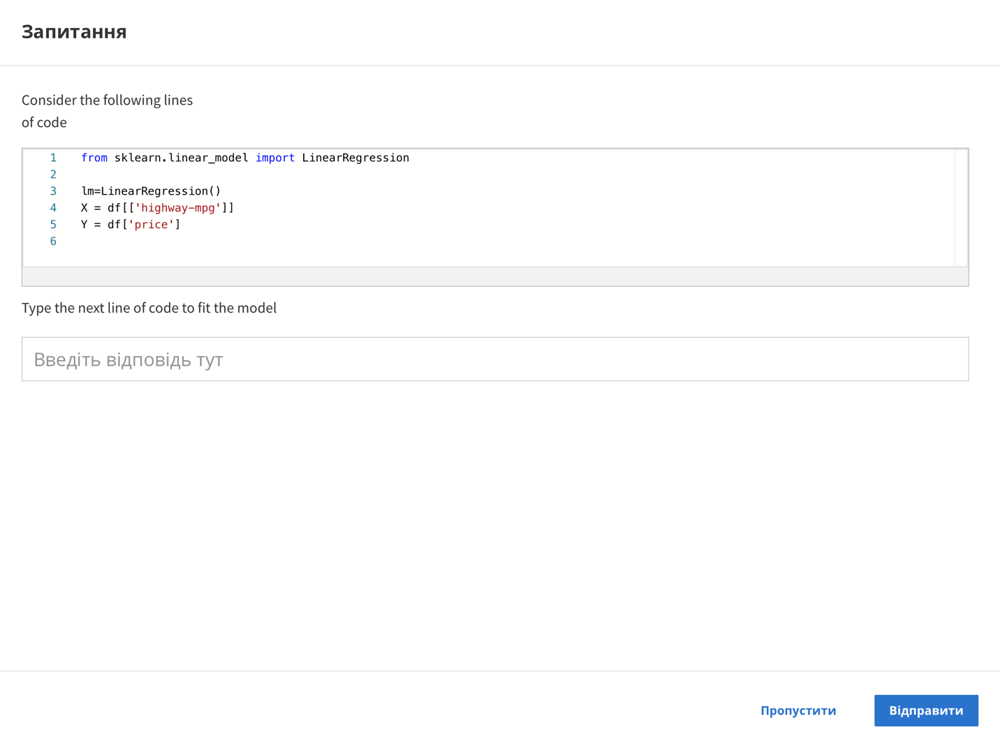 Запитання
Consider the following lines
of code
1 from sklearn.linear_model import LinearRegression
2
3 lm=LinearRegression()
4 X = df[['highway-mpg']]
5 Y = df['price']
6
Type the next line of code to fit the model
Введіть відповідь тут
Пропустити Відправити